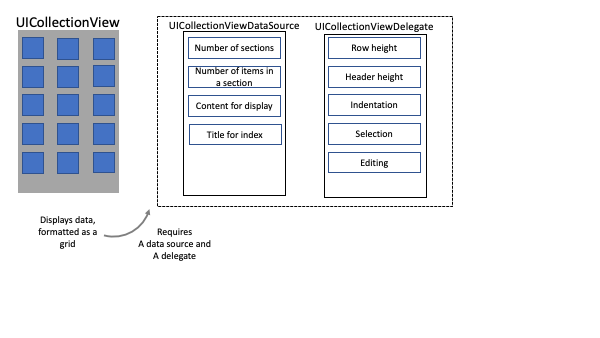 UICollectionView
UICollectionViewDataSource
UICollectionViewDelegate
Number of sections
Number of items in
a section
Content for display
Title for index
Row height
Header height
Indentation
Selection
Editing
Displays data,
formatted as a
grid
Requires
A data source and
A delegate